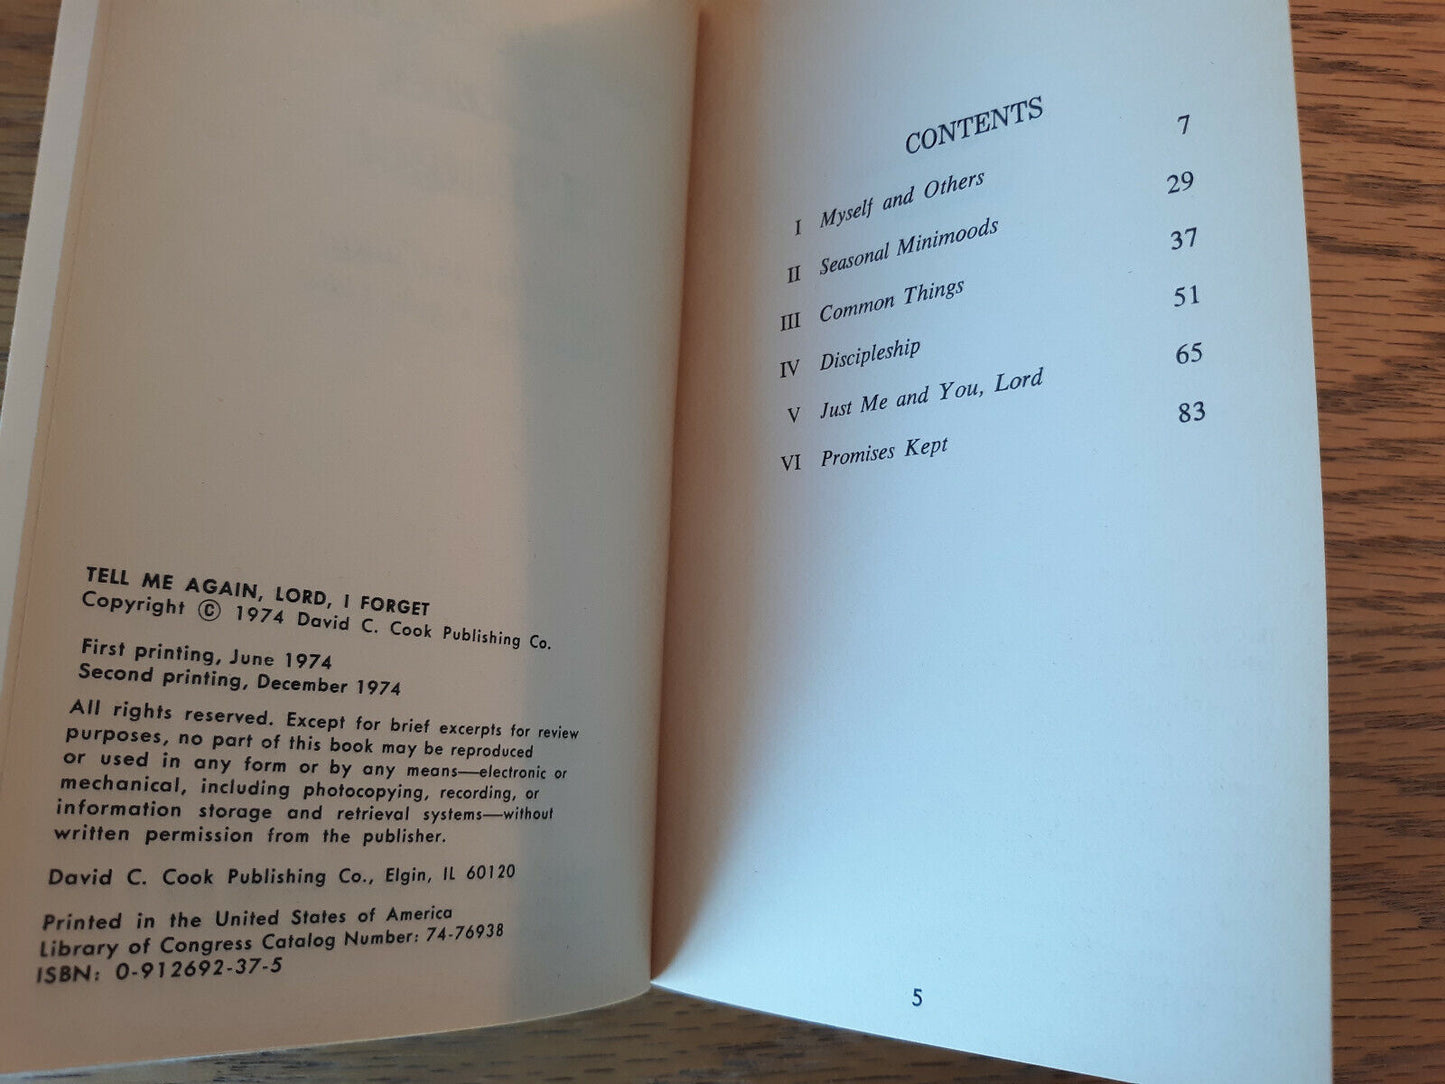 TELL ME AGAIN, LORD, I FORGET
Copyright © 1974 David C. Cook Publishing Co.
First printing, June 1974
Second printing, December 1974
All rights reserved. Except for brief excerpts for review
purposes, no part of this book may be reproduced
or used in any form or by any means—electronic or
mechanical, including photocopying, recording, or
information storage and retrieval systems—without
written permission from the publisher.
David C. Cook Publishing Co., Elgin, IL 60120
Printed in the United States of America
Library of Congress Catalog Number: 74-76938
ISBN: 0-912692-37-5
CONTENTS
I Myself and Others 7
II Seasonal Minimoods 29
III Common Things 37
IV Discipleship 51
V Just Me and You, Lord 65
VI Promises Kept 83
5